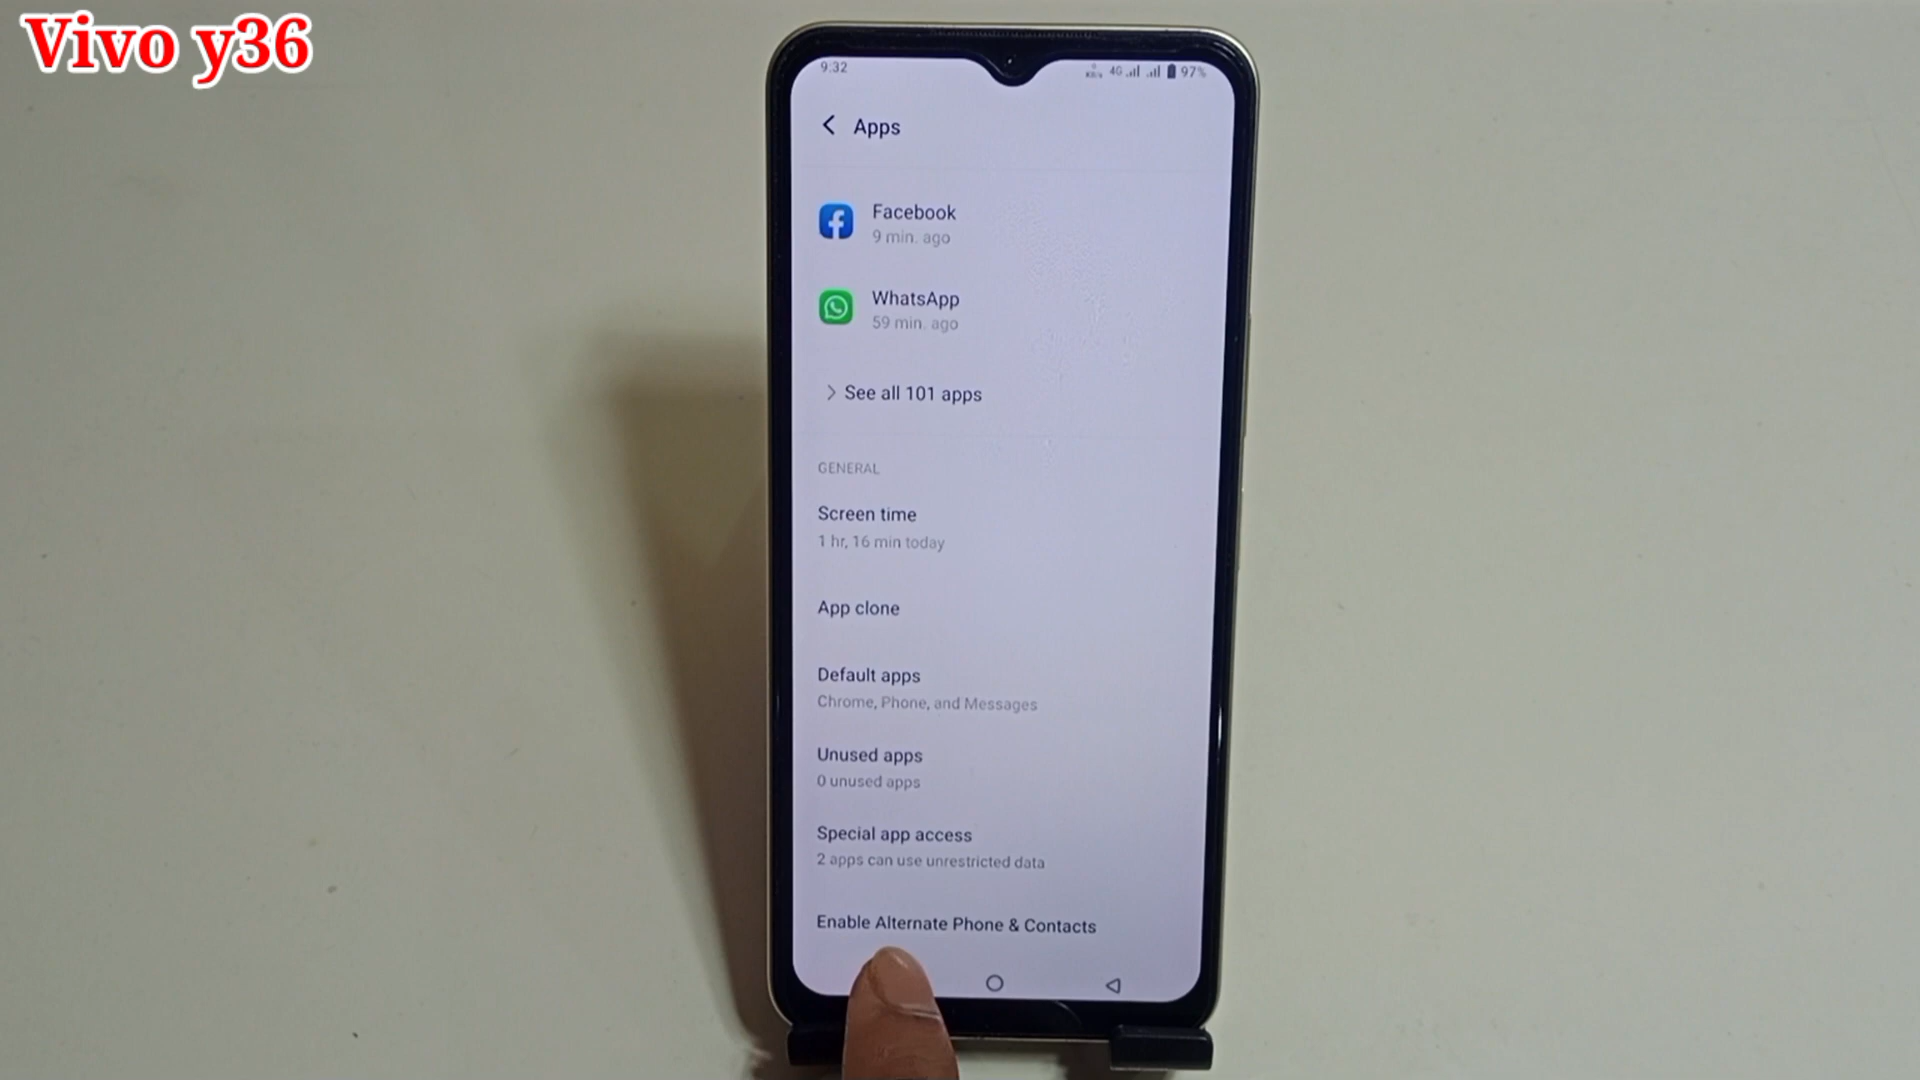 Vivo y36
9:32
4G 97%
Apps
Facebook
9 min. ago
WhatsApp
59 min. ago
See all 101 apps
GENERAL
Screen time
1 hr, 16 min today
App clone
Default apps
Chrome, Phone, and Messages
Unused apps
0 unused apps
Special app access
2 apps can use unrestricted data
Enable Alternate Phone & Contacts